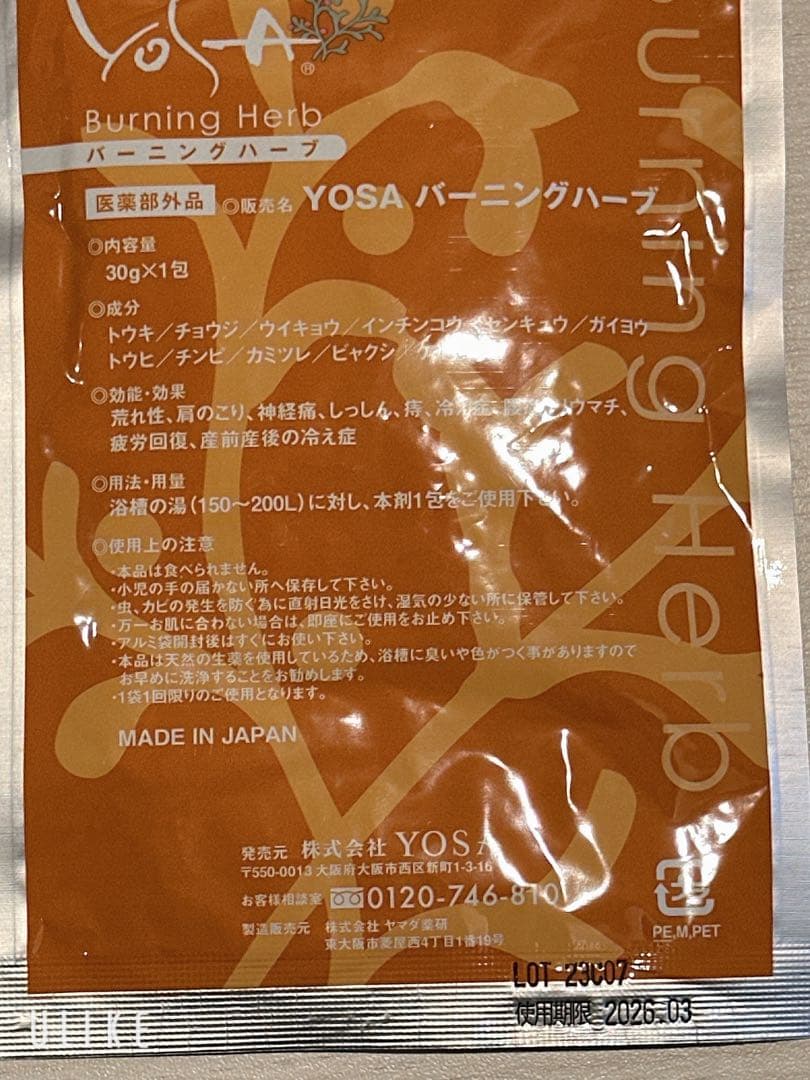 YOSA®
Burning Herb
バーニングハーブ
Burning Herb
医薬部外品 ◎販売名 YOSA バーニングハーブ
◎内容量
30g×1包
◎成分
トウキ/チョウジ/ウイキョウ/インチンコウ/センキュウ/ガイヨウ
トウヒ/チンピ/カミツレ/ビャクシ/
◎効能・効果
荒れ性、肩のこり、神経痛、しっしん、痔、冷え症、腰痛、リウマチ、
疲労回復、産前産後の冷え症
◎用法・用量
浴槽の湯(150〜200L)に対し、本剤1包をご使用下さい。
◎使用上の注意
・本品は食べられません。
・小児の手の届かない所へ保存して下さい。
・虫、カビの発生を防ぐ為に直射日光をさけ、湿気の少ない所に保管して下さい。
・万一お肌に合わない場合は、即座にご使用をお止め下さい。
・アルミ袋開封後はすぐにお使い下さい。
・本品は天然の生薬を使用しているため、浴槽に臭いや色がつく事がありますので
お早めに洗浄することをお勧めします。
・1袋1回限りのご使用となります。
MADE IN JAPAN
発売元 株式会社 YOSA
〒550-0013 大阪府大阪市西区新町1-3-16
お客様相談室 0120-746-810
製造販売元 株式会社 ヤマダ薬研
東大阪市菱屋西4丁目1番19号
プラ
PE,M,PET
LOT 23C07
使用期限 2026.03
ULIKE